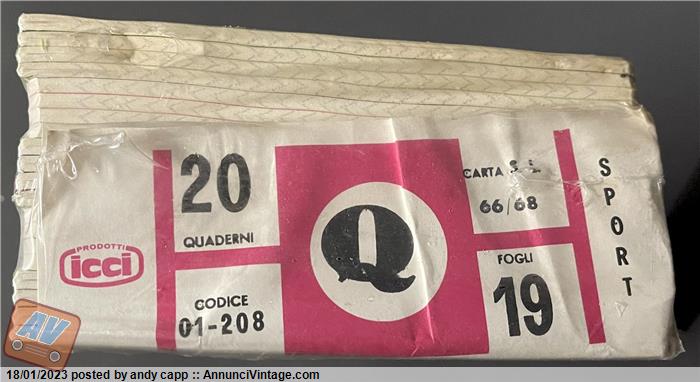 20
QUADERNI
PRODOTTI
icci
CODICE
01-208
Q
CARTA S.L
66/68
FOGLI
19
SPORT
AV
18/01/2023 posted by andy capp :: AnnunciVintage.com